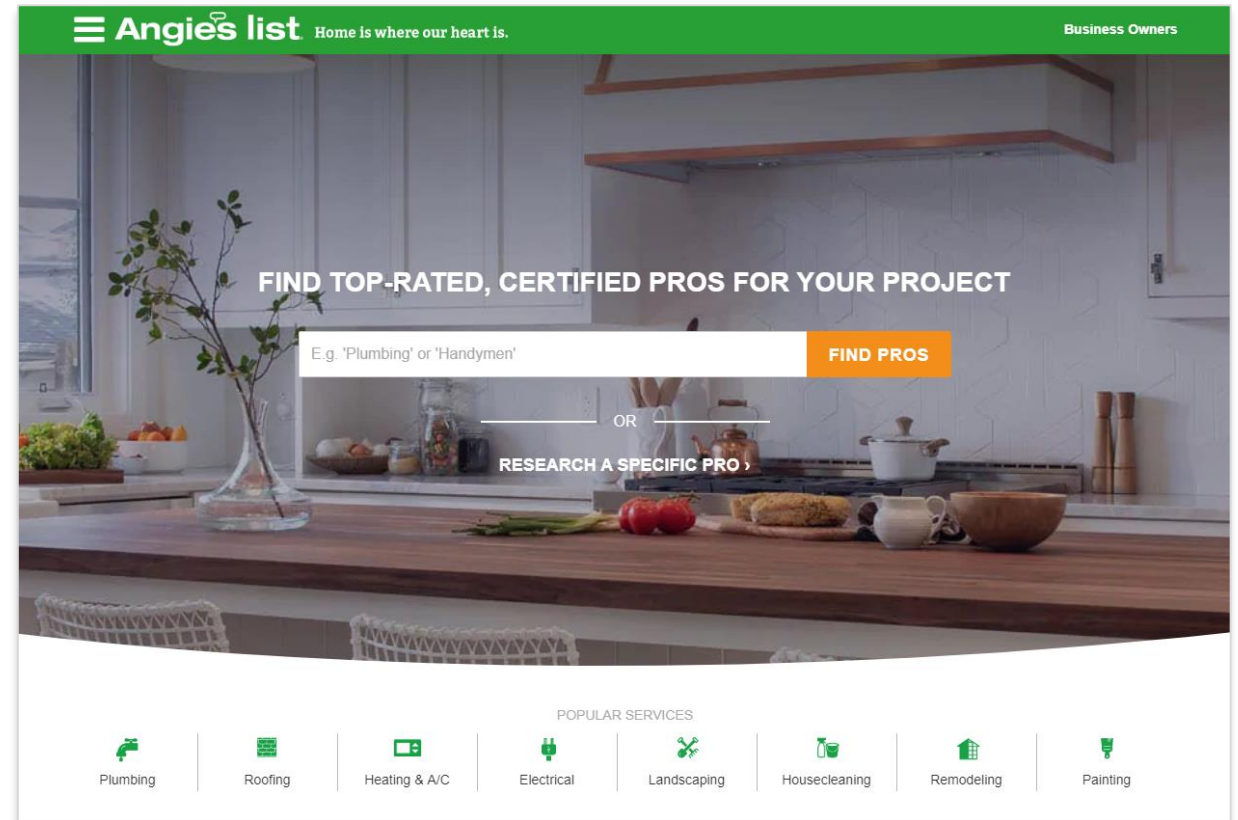 Angie's list. Home is where our heart is. Business Owners
FIND TOP-RATED, CERTIFIED PROS FOR YOUR PROJECT
E.g. 'Plumbing' or 'Handymen' FIND PROS
OR
RESEARCH A SPECIFIC PRO ›
POPULAR SERVICES
Plumbing Roofing Heating & A/C Electrical Landscaping Housecleaning Remodeling Painting